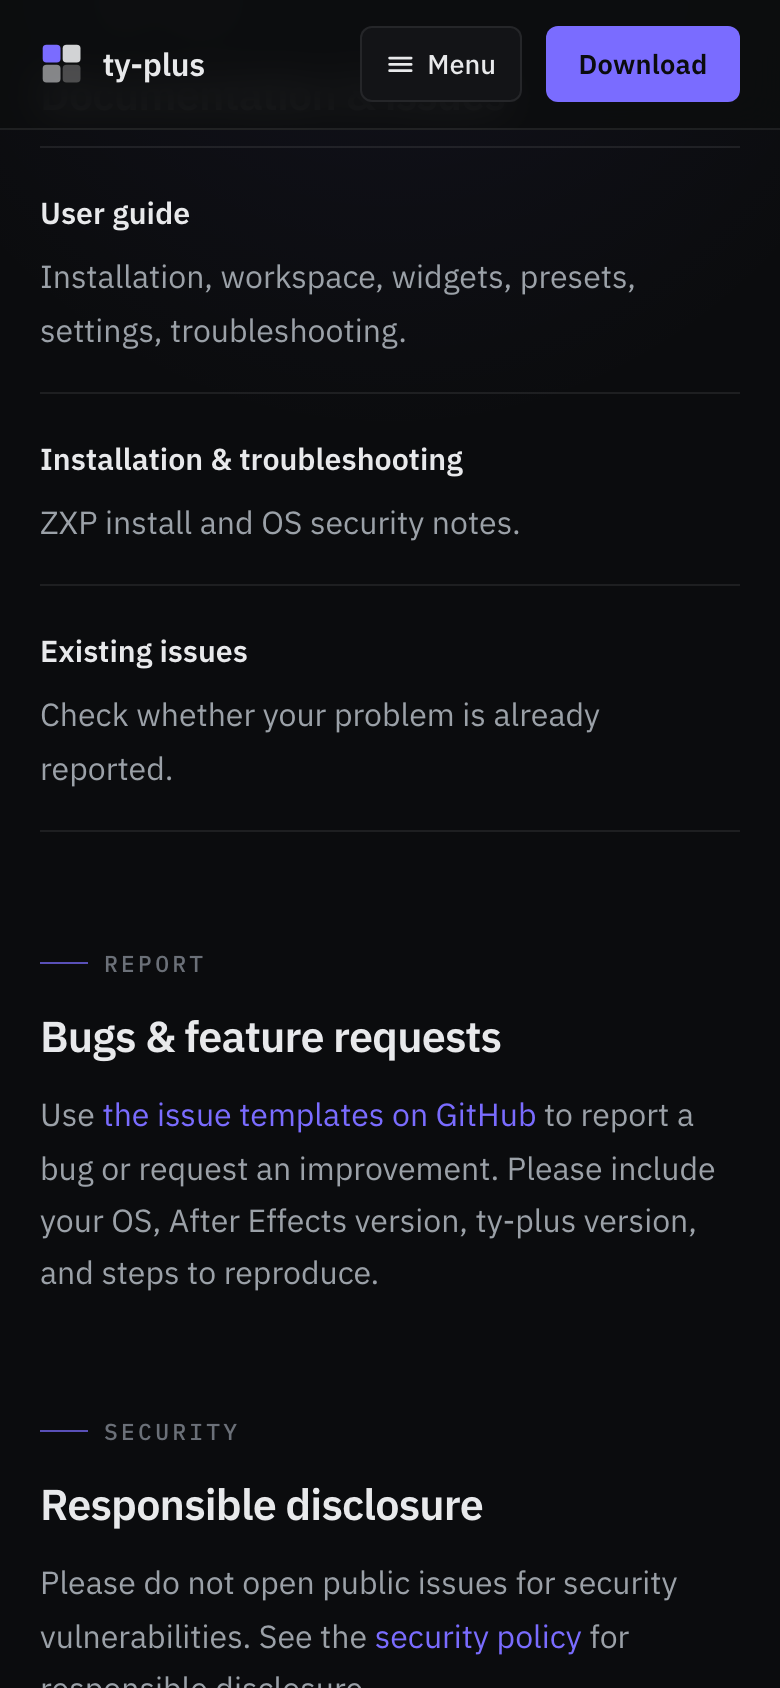 ty-plus
Menu
Download
Documentation & issues
User guide
Installation, workspace, widgets, presets,
settings, troubleshooting.
Installation & troubleshooting
ZXP install and OS security notes.
Existing issues
Check whether your problem is already
reported.
REPORT
Bugs & feature requests
Use the issue templates on GitHub to report a
bug or request an improvement. Please include
your OS, After Effects version, ty-plus version,
and steps to reproduce.
SECURITY
Responsible disclosure
Please do not open public issues for security
vulnerabilities. See the security policy for
responsible disclosure.